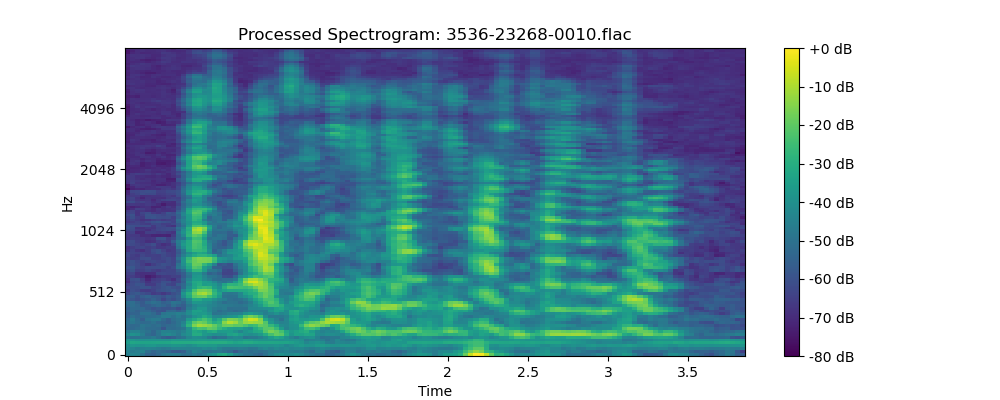 Processed Spectrogram: 3536-23268-0010.flac
Hz
4096
2048
1024
512
0
0
0.5
1
1.5
2
2.5
3
3.5
Time
+0 dB
-10 dB
-20 dB
-30 dB
-40 dB
-50 dB
-60 dB
-70 dB
-80 dB